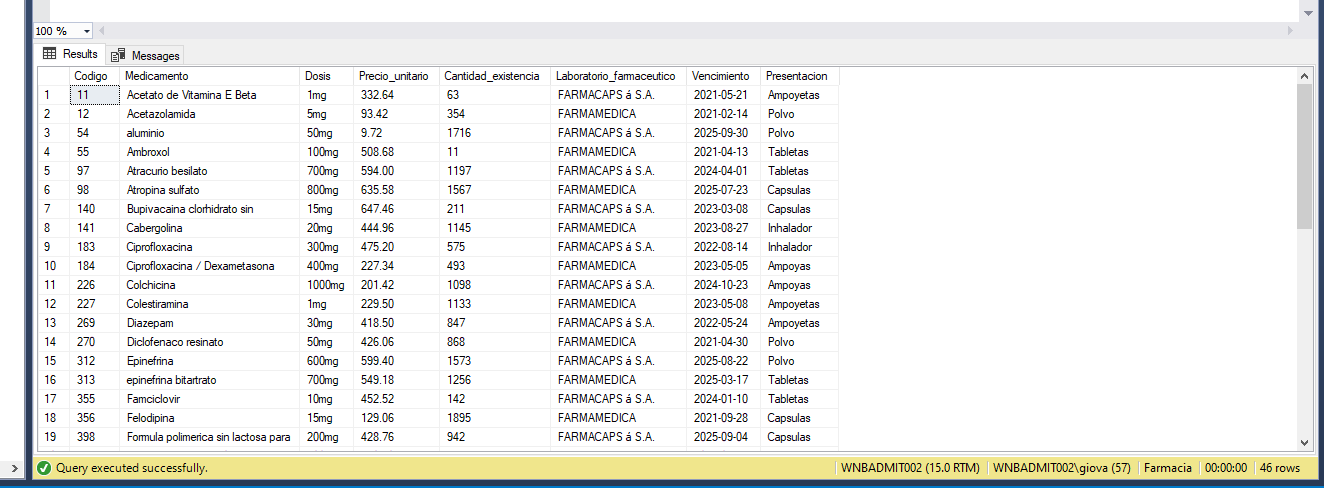 100 %
Results Messages
Codigo Medicamento Dosis Precio_unitario Cantidad_existencia Laboratorio_farmaceutico Vencimiento Presentacion
1 11 Acetato de Vitamina E Beta 1mg 332.64 63 FARMACAPS á S.A. 2021-05-21 Ampoyetas
2 12 Acetazolamida 5mg 93.42 354 FARMAMEDICA 2021-02-14 Polvo
3 54 aluminio 50mg 9.72 1716 FARMACAPS á S.A. 2025-09-30 Polvo
4 55 Ambroxol 100mg 508.68 11 FARMAMEDICA 2021-04-13 Tabletas
5 97 Atracurio besilato 700mg 594.00 1197 FARMACAPS á S.A. 2024-04-01 Tabletas
6 98 Atropina sulfato 800mg 635.58 1567 FARMAMEDICA 2025-07-23 Capsulas
7 140 Bupivacaina clorhidrato sin 15mg 647.46 211 FARMACAPS á S.A. 2023-03-08 Capsulas
8 141 Cabergolina 20mg 444.96 1145 FARMAMEDICA 2023-08-27 Inhalador
9 183 Ciprofloxacina 300mg 475.20 575 FARMACAPS á S.A. 2022-08-14 Inhalador
10 184 Ciprofloxacina / Dexametasona 400mg 227.34 493 FARMAMEDICA 2023-05-05 Ampoyas
11 226 Colchicina 1000mg 201.42 1098 FARMACAPS á S.A. 2024-10-23 Ampoyas
12 227 Colestiramina 1mg 229.50 1133 FARMAMEDICA 2023-05-08 Ampoyetas
13 269 Diazepam 30mg 418.50 847 FARMACAPS á S.A. 2022-05-24 Ampoyetas
14 270 Diclofenaco resinato 50mg 426.06 868 FARMAMEDICA 2021-04-30 Polvo
15 312 Epinefrina 600mg 599.40 1573 FARMACAPS á S.A. 2025-08-22 Polvo
16 313 epinefrina bitartrato 700mg 549.18 1256 FARMAMEDICA 2025-03-17 Tabletas
17 355 Famciclovir 10mg 452.52 142 FARMACAPS á S.A. 2024-01-10 Tabletas
18 356 Felodipina 15mg 129.06 1895 FARMAMEDICA 2021-09-28 Capsulas
19 398 Formula polimerica sin lactosa para 200mg 428.76 942 FARMACAPS á S.A. 2025-09-04 Capsulas
Query executed successfully. WNBADMIT002 (15.0 RTM) WNBADMIT002\giova (57) Farmacia 00:00:00 46 rows